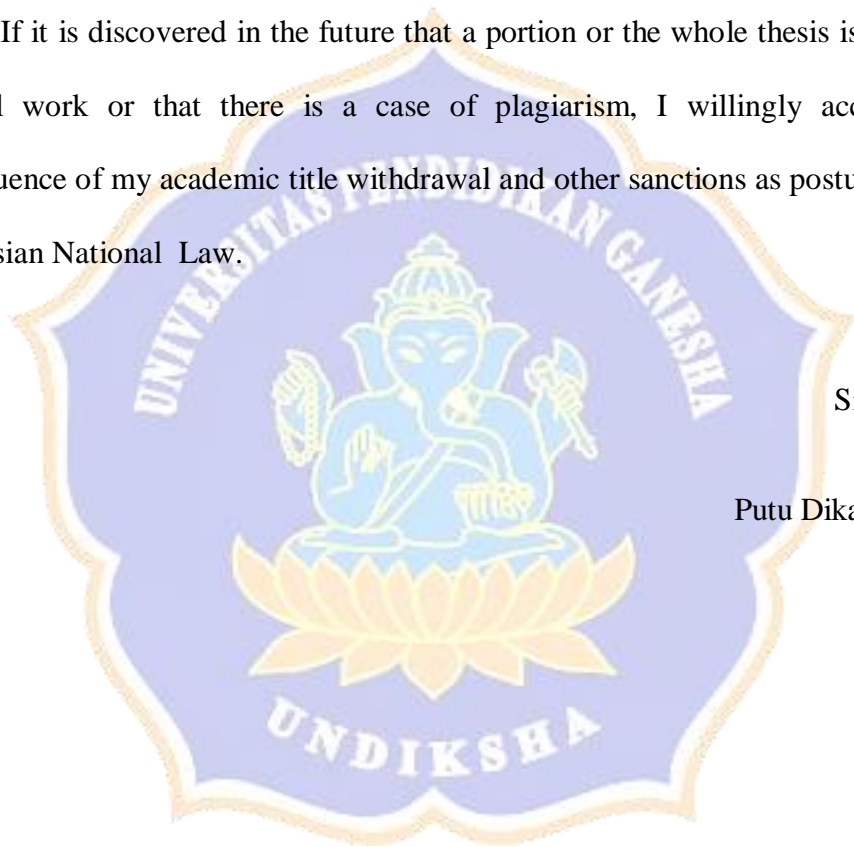 If it is discovered in the future that a portion or the whole thesis is
l work or that there is a case of plagiarism, I willingly acc
uence of my academic title withdrawal and other sanctions as postu
sian National Law.
UNIVERSITAS PENDIDIKAN GANESHA
S
Putu Dika
UNDIKSHA